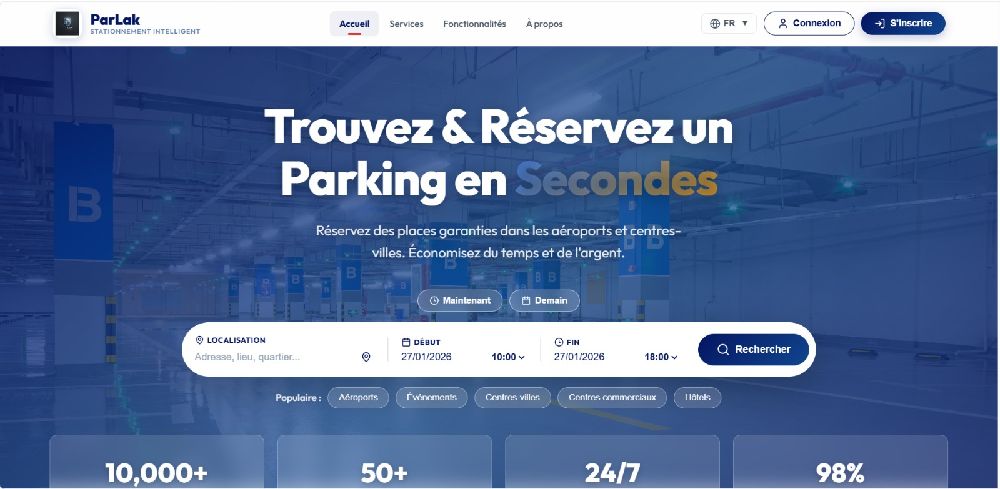 ParLak
STATIONNEMENT INTELLIGENT
Accueil
Services
Fonctionnalités
À propos
FR
Connexion
S'inscrire
Trouvez & Réservez un
Parking en Secondes
Réservez des places garanties dans les aéroports et centres-
villes. Économisez du temps et de l'argent.
Maintenant
Demain
LOCALISATION
Adresse, lieu, quartier...
DÉBUT
27/01/2026
10:00
FIN
27/01/2026
18:00
Rechercher
Populaire :
Aéroports
Événements
Centres-villes
Centres commerciaux
Hôtels
10,000+
50+
24/7
98%
B
B
B
B
B
B
B
B
B
B